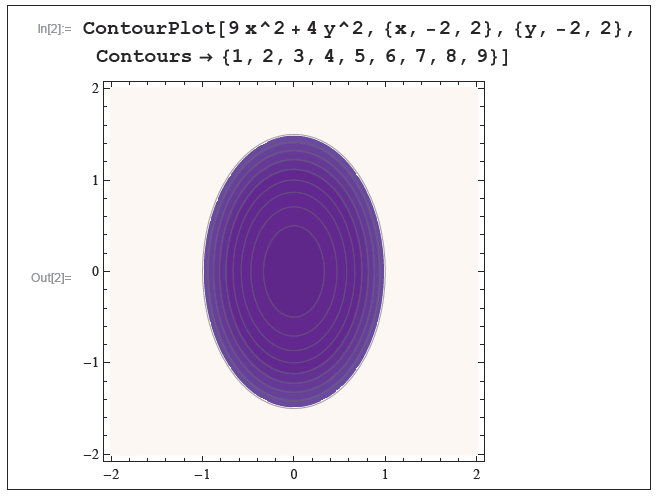 In[2]:= ContourPlot[9 x^2 + 4 y^2, {x, -2, 2}, {y, -2, 2},
Contours → {1, 2, 3, 4, 5, 6, 7, 8, 9}]
2
1
Out[2]= 0
-1
-2
-2 -1 0 1 2